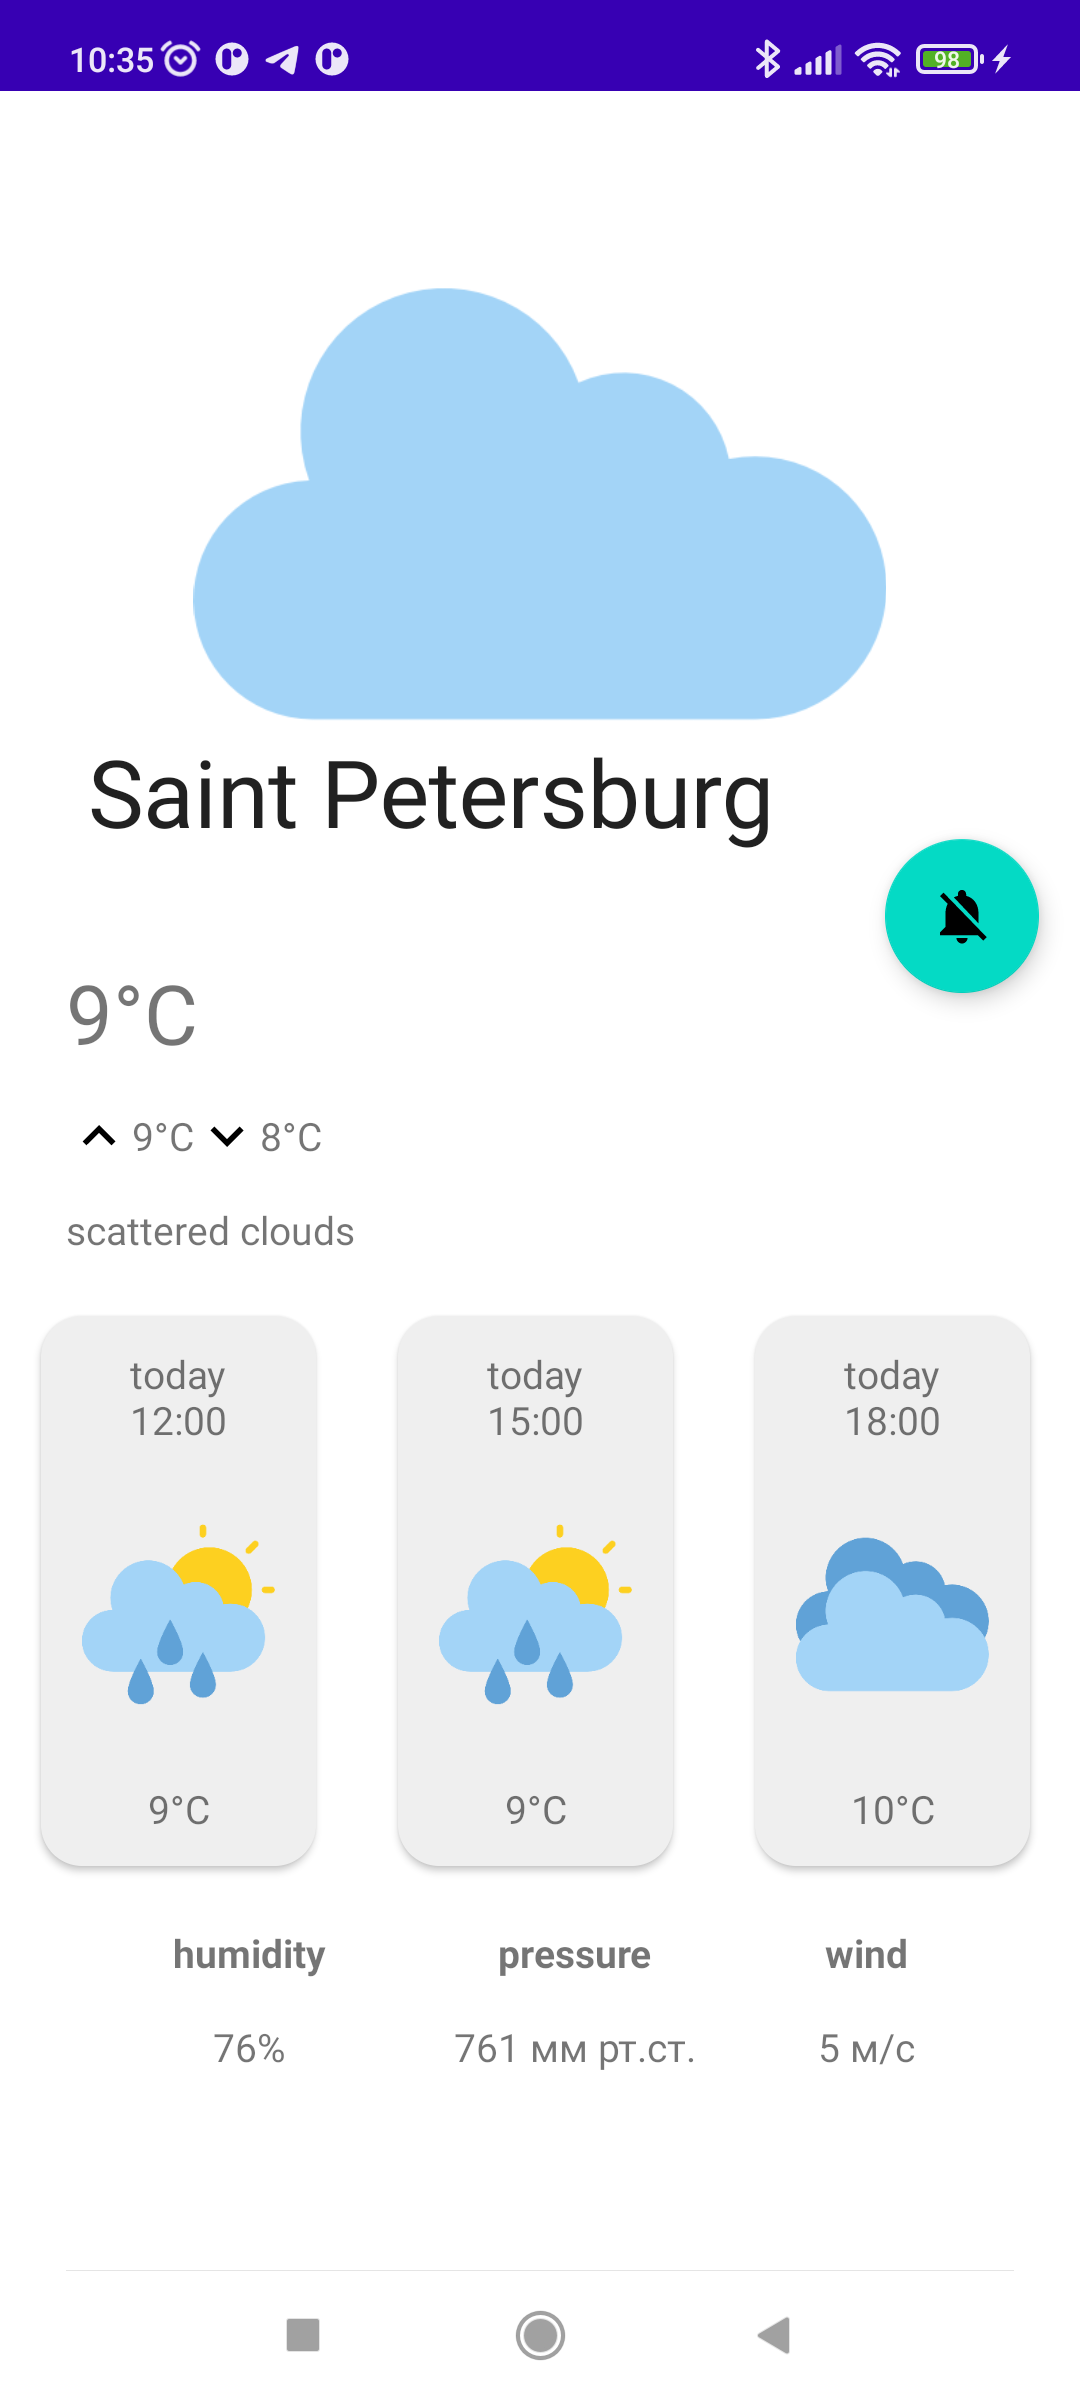 10:35
98
Saint Petersburg
9°C
9°C 8°C
scattered clouds
today
12:00
9°C
today
15:00
9°C
today
18:00
10°C
humidity pressure wind
76% 761 мм рт.ст. 5 м/с